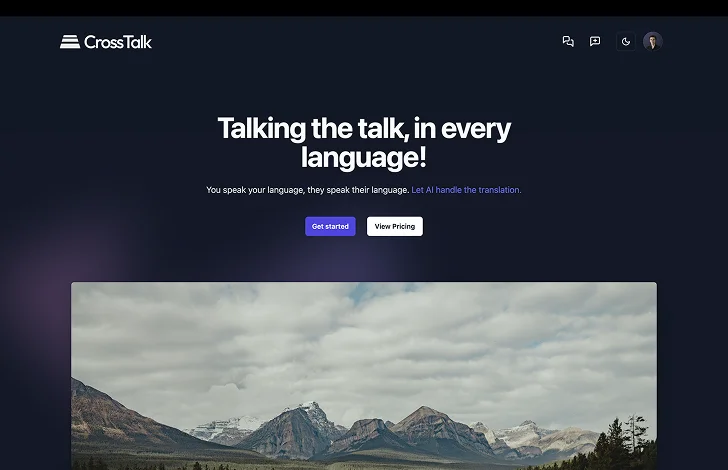 CrossTalk
Talking the talk, in every
language!
You speak your language, they speak their language. Let AI handle the translation.
Get started
View Pricing